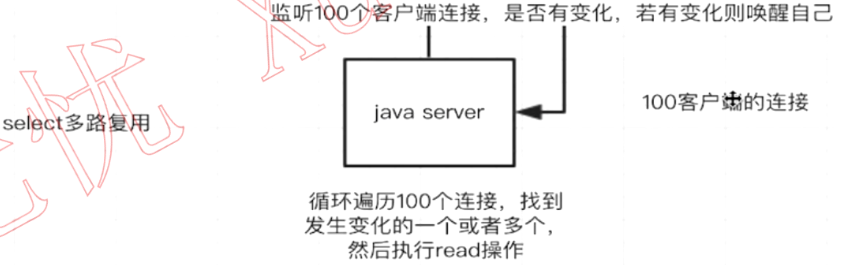 监听100个客户端连接，是否有变化，若有变化则唤醒自己
java server
100客户端的连接
select多路复用
循环遍历100个连接，找到
发生变化的一个或者多个，
然后执行read操作
忧 XU